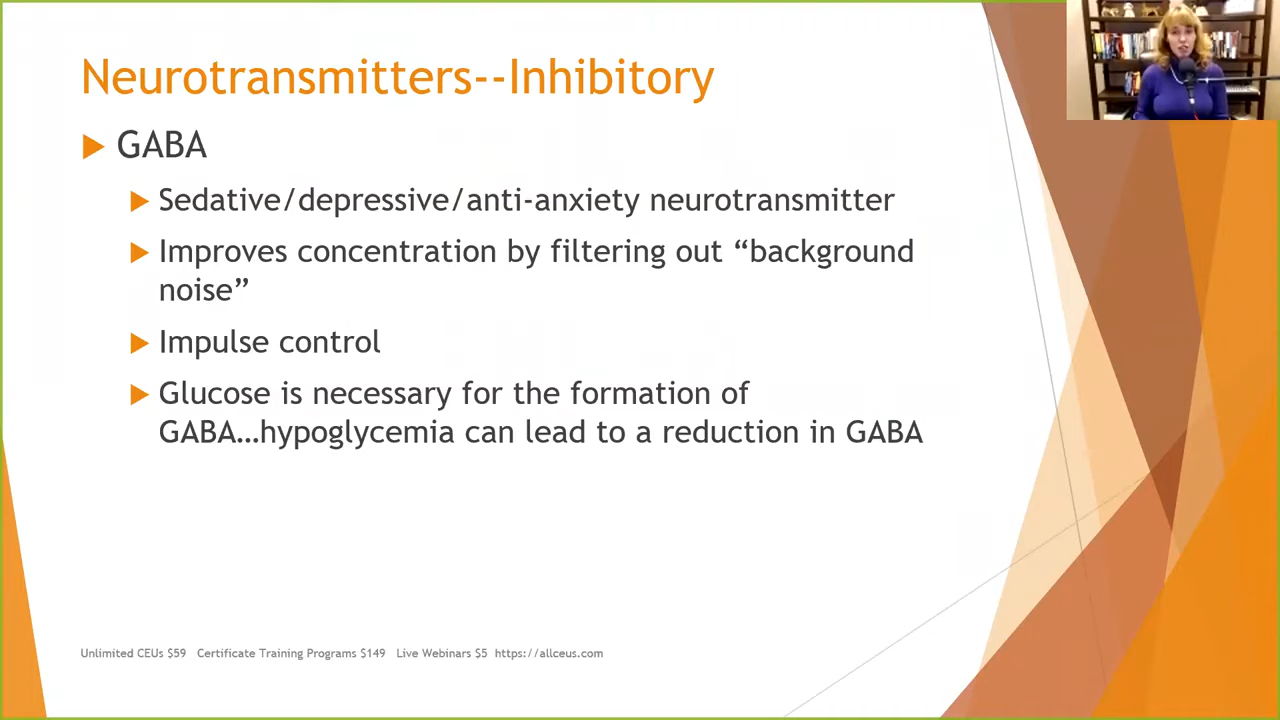 Neurotransmitters--Inhibitory
GABA
Sedative/depressive/anti-anxiety neurotransmitter
Improves concentration by filtering out “background
noise”
Impulse control
Glucose is necessary for the formation of
GABA…hypoglycemia can lead to a reduction in GABA
Unlimited CEUs $59 Certificate Training Programs $149 Live Webinars $5 https://allceus.com